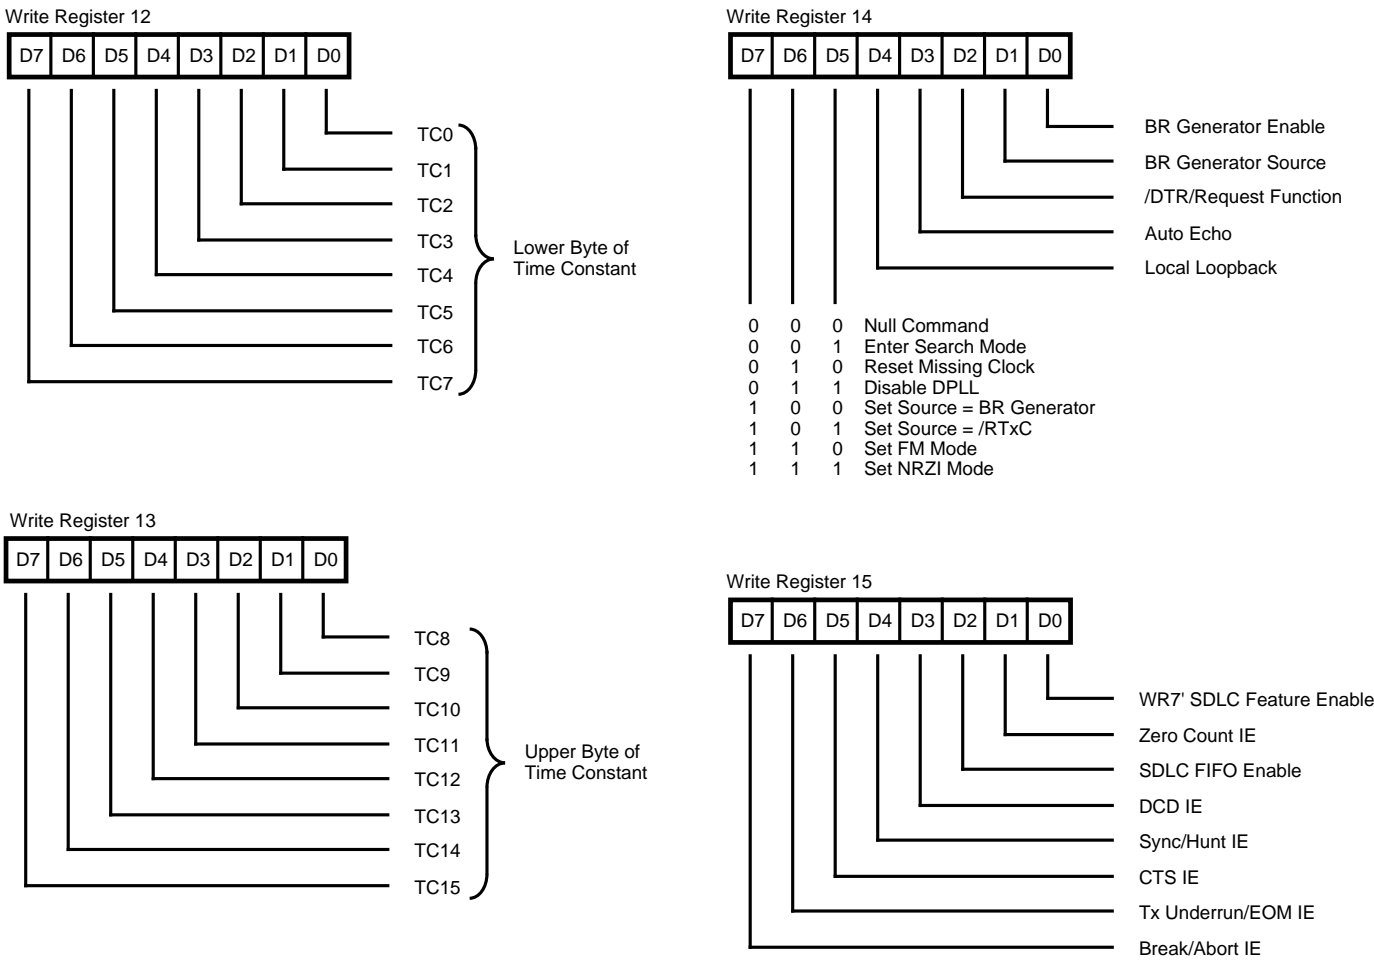 Write Register 12
D7 D6 D5 D4 D3 D2 D1 D0
TC0
TC1
TC2
TC3
TC4
TC5
TC6
TC7
Lower Byte of
Time Constant
Write Register 13
D7 D6 D5 D4 D3 D2 D1 D0
TC8
TC9
TC10
TC11
TC12
TC13
TC14
TC15
Upper Byte of
Time Constant
Write Register 14
D7 D6 D5 D4 D3 D2 D1 D0
BR Generator Enable
BR Generator Source
/DTR/Request Function
Auto Echo
Local Loopback
0 0 0 Null Command
0 0 1 Enter Search Mode
0 1 0 Reset Missing Clock
0 1 1 Disable DPLL
1 0 0 Set Source = BR Generator
1 0 1 Set Source = /RTxC
1 1 0 Set FM Mode
1 1 1 Set NRZI Mode
Write Register 15
D7 D6 D5 D4 D3 D2 D1 D0
WR7' SDLC Feature Enable
Zero Count IE
SDLC FIFO Enable
DCD IE
Sync/Hunt IE
CTS IE
Tx Underrun/EOM IE
Break/Abort IE